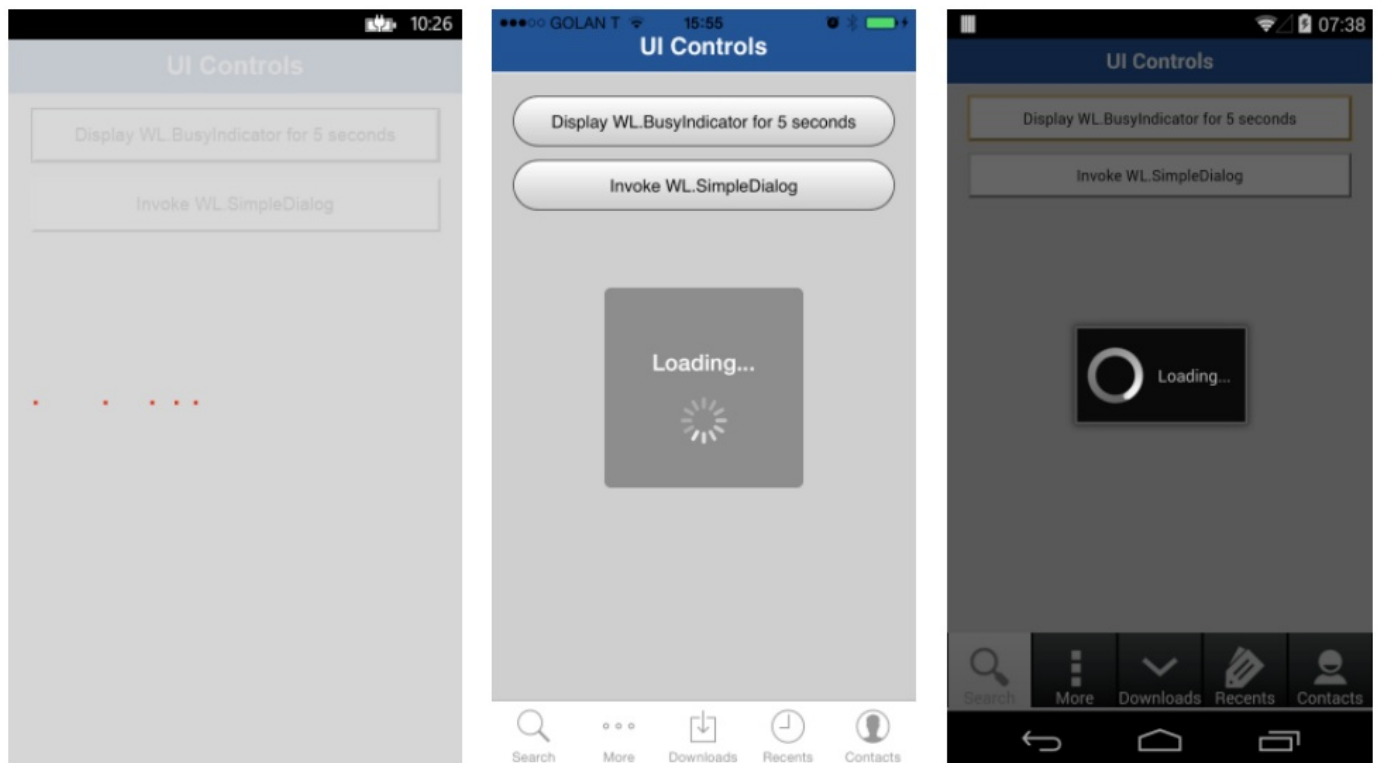 10:26
UI Controls
Display WL.BusyIndicator for 5 seconds
Invoke WL.SimpleDialog
GOLAN T 15:55
UI Controls
Display WL.BusyIndicator for 5 seconds
Invoke WL.SimpleDialog
Loading...
Search More Downloads Recents Contacts
07:38
UI Controls
Display WL.BusyIndicator for 5 seconds
Invoke WL.SimpleDialog
Loading...
Search More Downloads Recents Contacts